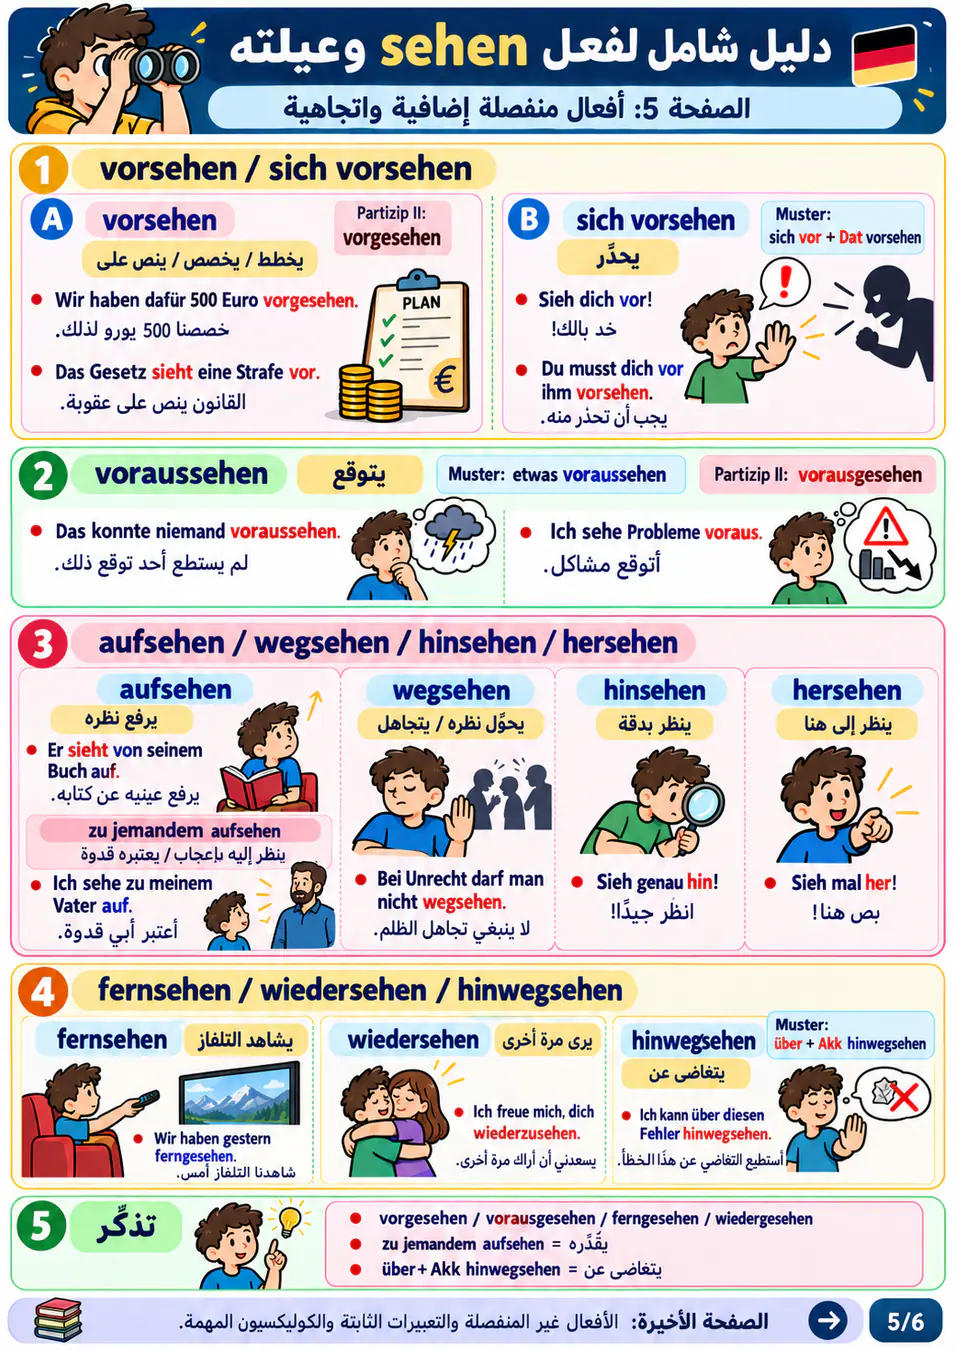 دليل شامل لفعل sehen وعيلته
الصفحة 5: أفعال منفصلة إضافية واتجاهية
1 vorsehen / sich vorsehen
A vorsehen
Partizip II:
vorgesehen
يخطط / يخصص / ينص على
Wir haben dafür 500 Euro vorgesehen.
خصصنا 500 يورو لذلك.
Das Gesetz sieht eine Strafe vor.
القانون ينص على عقوبة.
PLAN
€
B sich vorsehen
Muster:
sich vor + Dat vorsehen
يحذَّر
Sieh dich vor!
خد بالك!
Du musst dich vor
ihm vorsehen.
يجب أن تحذر منه.
!
2 voraussehen
يتوقع
Muster: etwas voraussehen
Partizip II: vorausgesehen
Das konnte niemand voraussehen.
لم يستطع أحد توقع ذلك.
Ich sehe Probleme voraus.
أتوقع مشاكل.
!
3 aufsehen / wegsehen / hinsehen / hersehen
aufsehen
يرفع نظره
Er sieht von seinem
Buch auf.
يرفع عينيه عن كتابه.
zu jemandem aufsehen
ينظر إليه بإعجاب / يعتبره قدوة
Ich sehe zu meinem
Vater auf.
أعتبر أبي قدوة.
wegsehen
يحوَّل نظره / يتجاهل
Bei Unrecht darf man
nicht wegsehen.
لا ينبغي تجاهل الظلم.
hinsehen
ينظر بدقة
Sieh genau hin!
انظر جيدًا!
hersehen
ينظر إلى هنا
Sieh mal her!
بص هنا!
4 fernsehen / wiedersehen / hinwegsehen
fernsehen
يشاهد التلفاز
Wir haben gestern
ferngesehen.
شاهدنا التلفاز أمس.
wiedersehen
يرى مرة أخرى
Ich freue mich, dich
wiederzusehen.
يسعدني أن أراك مرة أخرى.
hinwegsehen
Muster:
über + Akk hinwegsehen
يتغاضى عن
Ich kann über diesen
Fehler hinwegsehen.
أستطيع التغاضي عن هذا الخطأ.
5 تذكِّر
vorgesehen / vorausgesehen / ferngesehen / wiedergesehen
zu jemandem aufsehen = يقَّدَره
über + Akk hinwegsehen = يتغاضى عن
الصفحة الأخيرة: الأفعال غير المنفصلة والتعبيرات الثابتة والكوليكسيون المهمة.
5/6